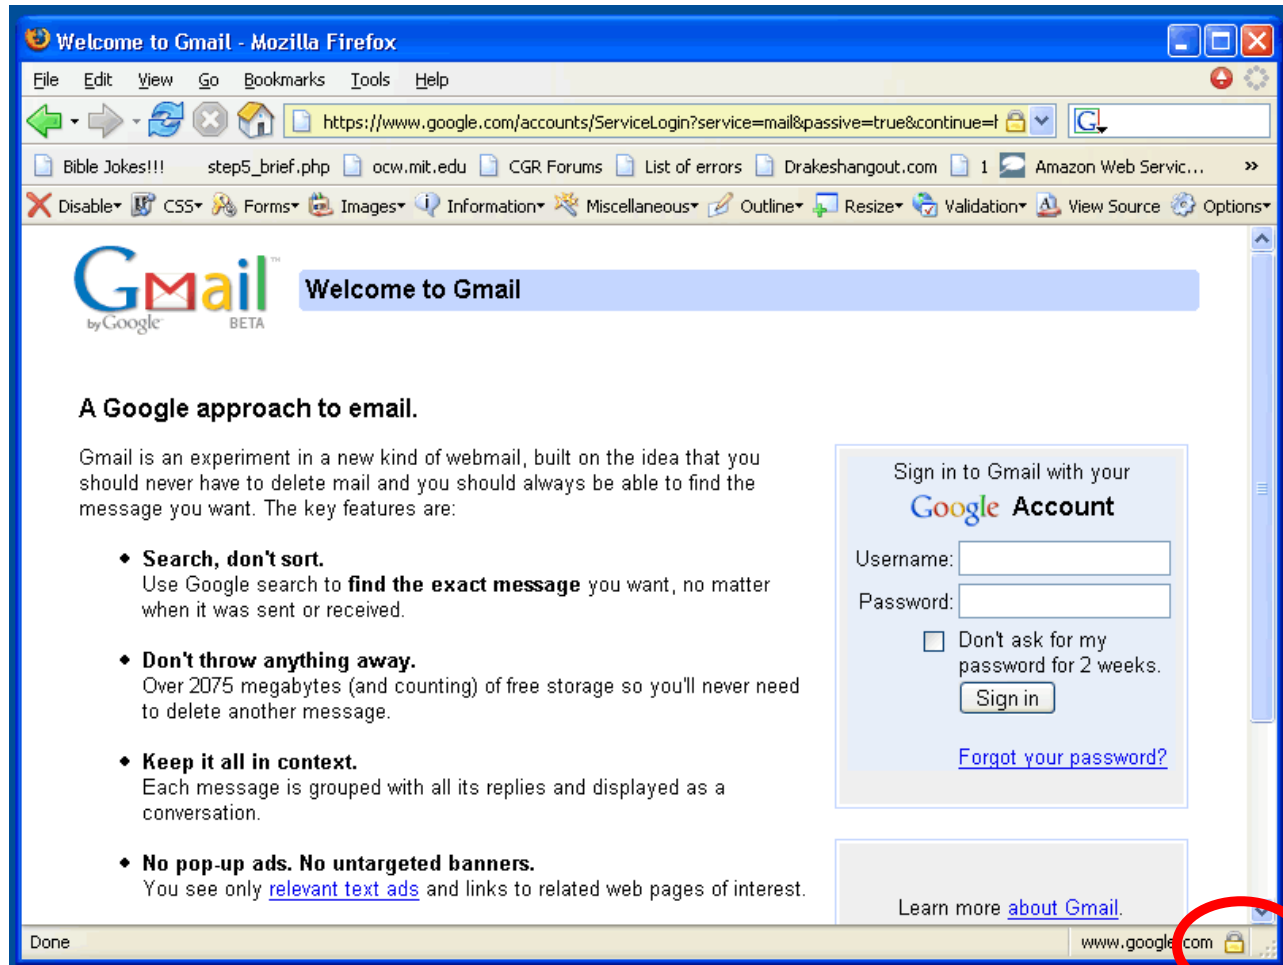 Welcome to Gmail - Mozilla Firefox
File Edit View Go Bookmarks Tools Help
https://www.google.com/accounts/ServiceLogin?service=mail&passive=true&continue=h G
Bible Jokes!!! step5_brief.php ocw.mit.edu CGR Forums List of errors Drakeshangout.com 1 Amazon Web Servic... »
Disable CSS Forms Images Information Miscellaneous Outline Resize Validation View Source Options
Gmail™
by Google™ BETA
Welcome to Gmail
A Google approach to email.
Gmail is an experiment in a new kind of webmail, built on the idea that you
should never have to delete mail and you should always be able to find the
message you want. The key features are:
• Search, don't sort.
Use Google search to find the exact message you want, no matter
when it was sent or received.
• Don't throw anything away.
Over 2075 megabytes (and counting) of free storage so you'll never need
to delete another message.
• Keep it all in context.
Each message is grouped with all its replies and displayed as a
conversation.
• No pop-up ads. No untargeted banners.
You see only relevant text ads and links to related web pages of interest.
Sign in to Gmail with your
Google Account
Username:
Password:
Don't ask for my
password for 2 weeks.
Sign in
Forgot your password?
Learn more about Gmail.
Done www.google.com